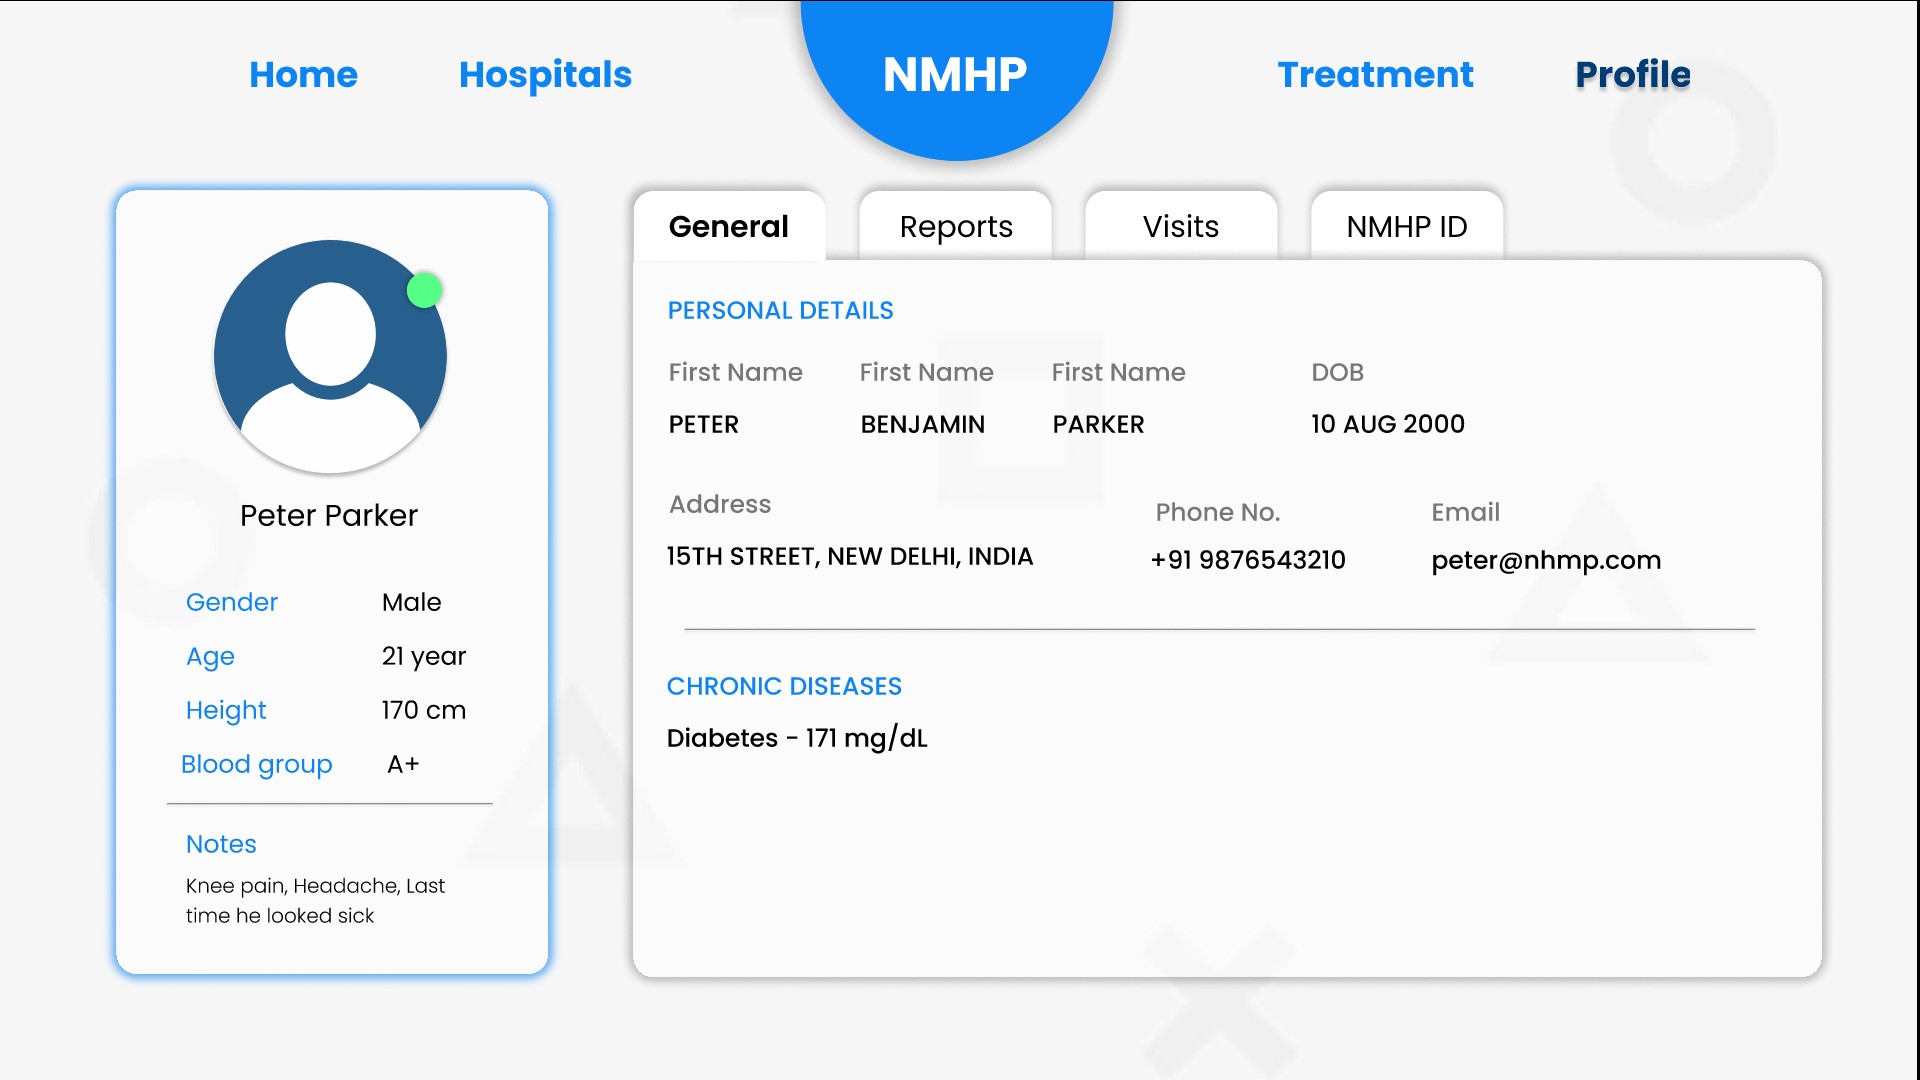 Home Hospitals NMHP Treatment Profile
Peter Parker
Gender Male
Age 21 year
Height 170 cm
Blood group A+
Notes
Knee pain, Headache, Last
time he looked sick
General Reports Visits NMHP ID
PERSONAL DETAILS
First Name First Name First Name DOB
PETER BENJAMIN PARKER 10 AUG 2000
Address Phone No. Email
15TH STREET, NEW DELHI, INDIA +91 9876543210 peter@nhmp.com
CHRONIC DISEASES
Diabetes - 171 mg/dL